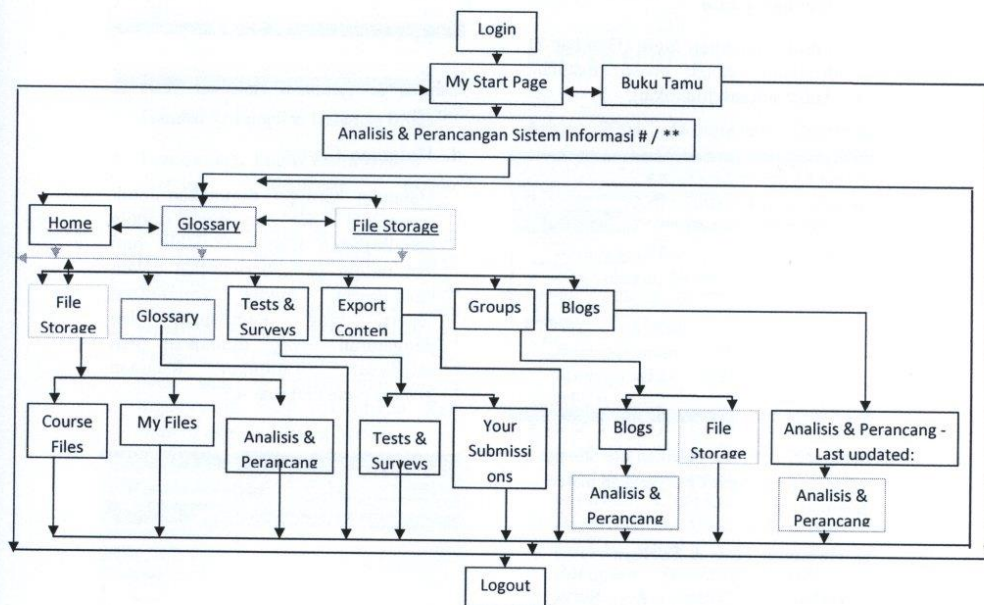 Login
My Start Page
Buku Tamu
Analisis & Perancangan Sistem Informasi # / **
Home
Glossary
File Storage
File
Storage
Glossary
Tests &
Surveys
Export
Conten
Groups
Blogs
Course
Files
My Files
Analisis &
Perancang
Tests &
Surveys
Your
Submissi
ons
Blogs
File
Storage
Analisis & Perancang -
Last updated:
Analisis &
Perancang
Analisis &
Perancang
Logout